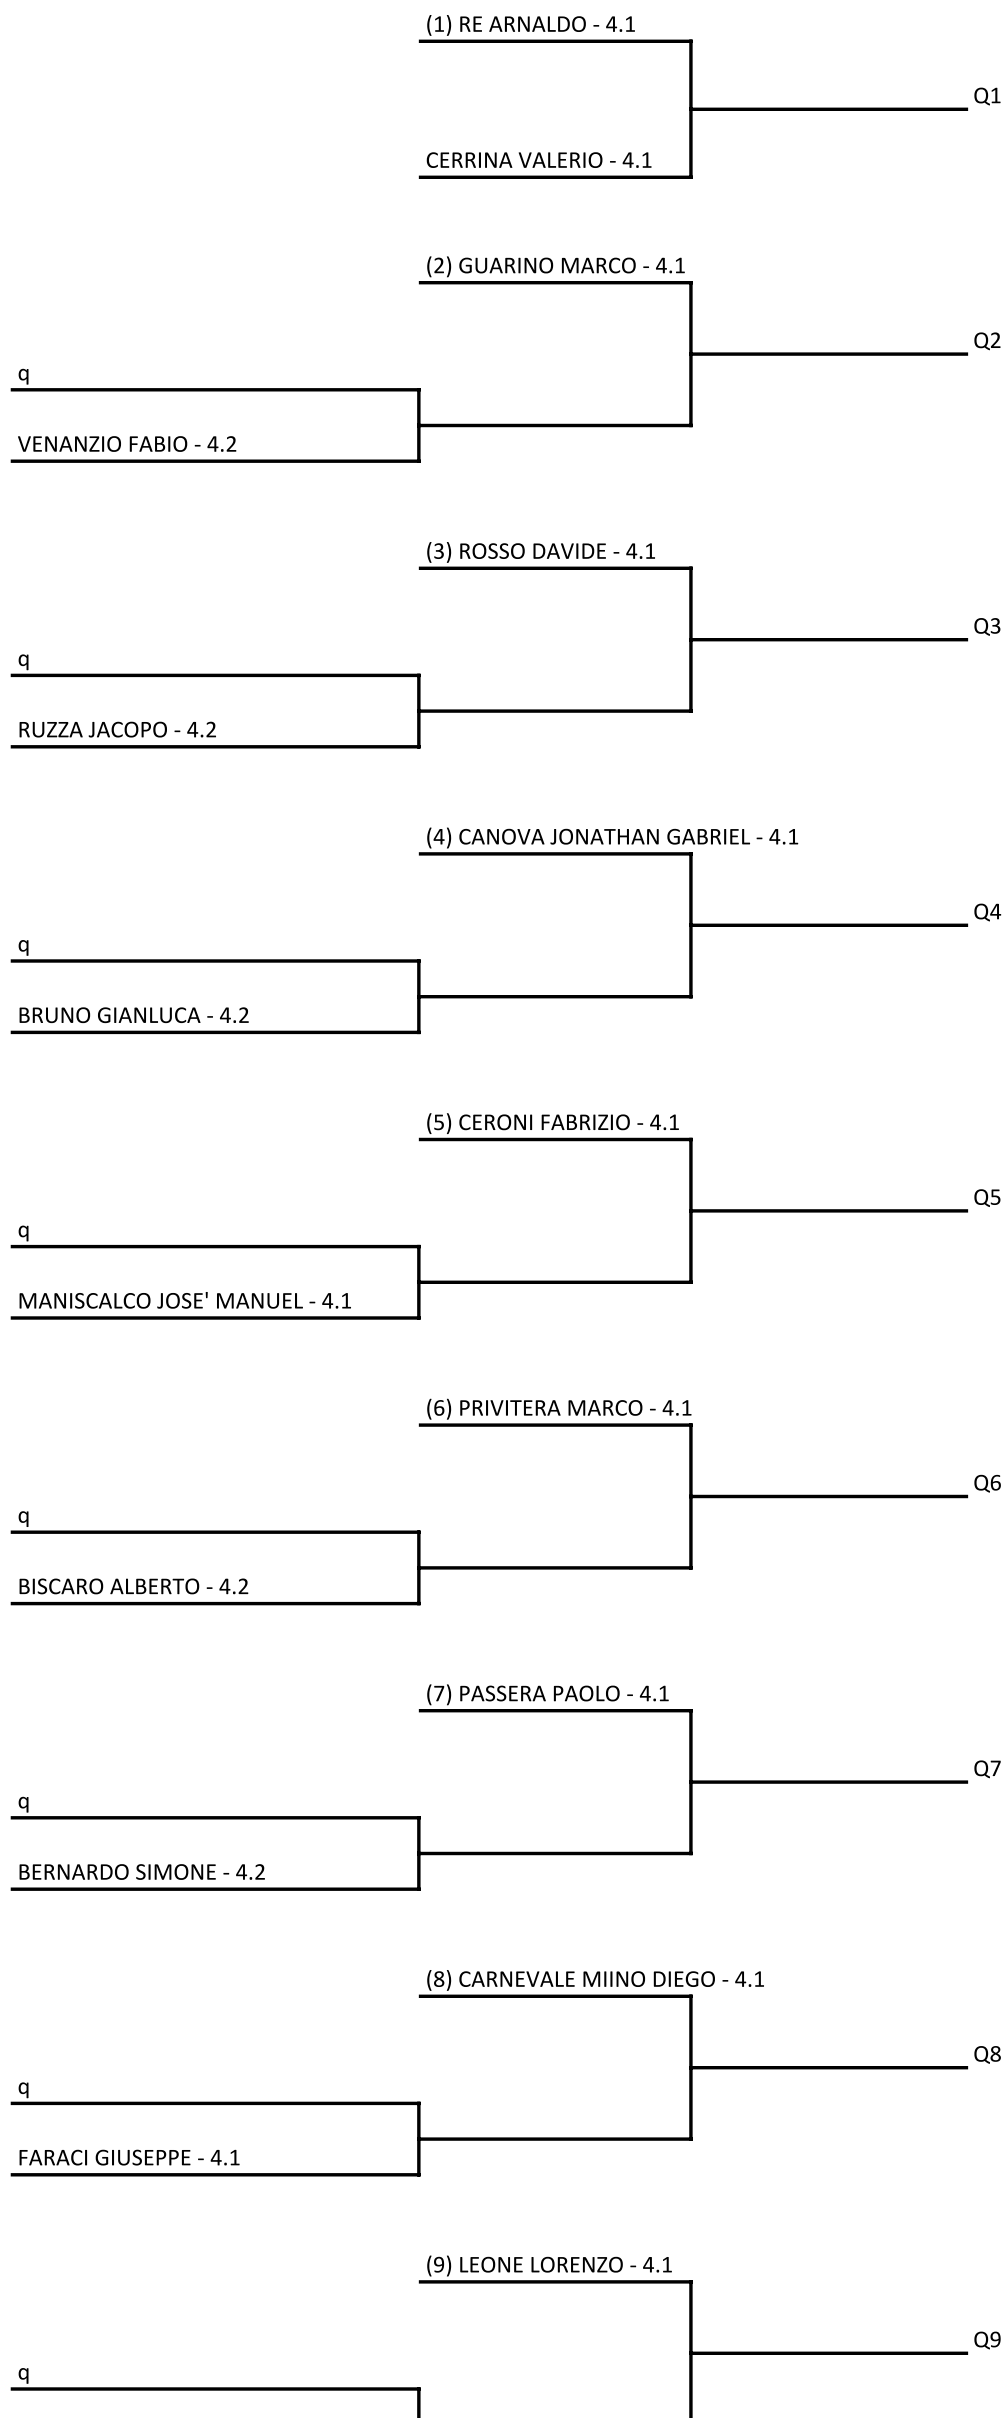 (1) RE ARNALDO - 4.1
Q1
CERRINA VALERIO - 4.1
(2) GUARINO MARCO - 4.1
Q2
q
VENANZIO FABIO - 4.2
(3) ROSSO DAVIDE - 4.1
Q3
q
RUZZA JACOPO - 4.2
(4) CANOVA JONATHAN GABRIEL - 4.1
Q4
q
BRUNO GIANLUCA - 4.2
(5) CERONI FABRIZIO - 4.1
Q5
q
MANISCALCO JOSE' MANUEL - 4.1
(6) PRIVITERA MARCO - 4.1
Q6
q
BISCARO ALBERTO - 4.2
(7) PASSERA PAOLO - 4.1
Q7
q
BERNARDO SIMONE - 4.2
(8) CARNEVALE MIINO DIEGO - 4.1
Q8
q
FARACI GIUSEPPE - 4.1
(9) LEONE LORENZO - 4.1
Q9
q